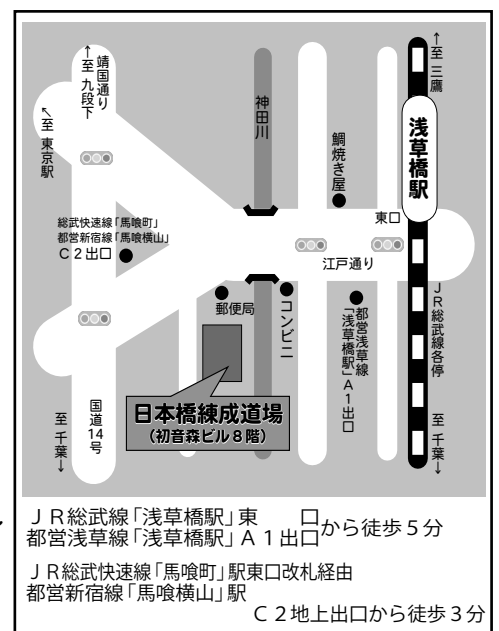 ↑至 三鷹
↑至 九段下
靖国通り
↖至 東京駅
神田川
鯛焼き屋
浅草橋駅
東口
総武快速線「馬喰町」
都営新宿線「馬喰横山」
C2出口
江戸通り
郵便局
コンビニ
都営浅草線
「浅草橋駅」A1出口
JR総武線各停
日本橋練成道場
(初音森ビル8階)
国道14号
至 千葉↓
至 千葉↓
JR総武線「浅草橋駅」東 口
都営浅草線「浅草橋駅」A1出口から徒歩5分
JR総武快速線「馬喰町」駅東口改札経由
都営新宿線「馬喰横山」駅
C2地上出口から徒歩3分